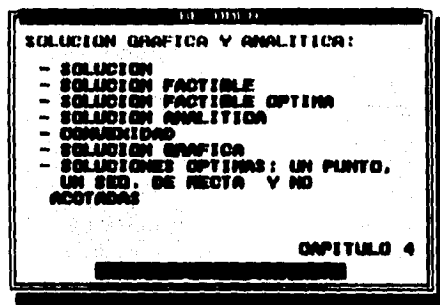 SOLUCION GRAFICA Y ANALITICA:
- SOLUCION
- SOLUCION FACTIBLE
- SOLUCION FACTIBLE OPTIMA
- SOLUCION ANALITICA
- CONVEXIDAD
- SOLUCION GRAFICA
- SOLUCIONES OPTIMAS: UN PUNTO,
UN SEG. DE RECTA Y NO
ACOTADAS
CAPITULO 4